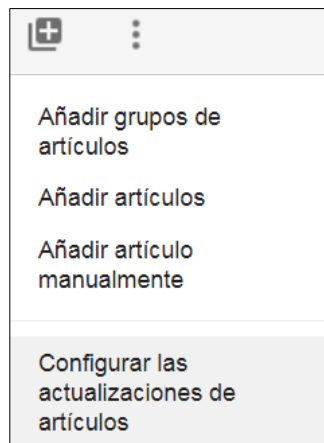 Añadir grupos de
artículos
Añadir artículos
Añadir artículo
manualmente
Configurar las
actualizaciones de
artículos